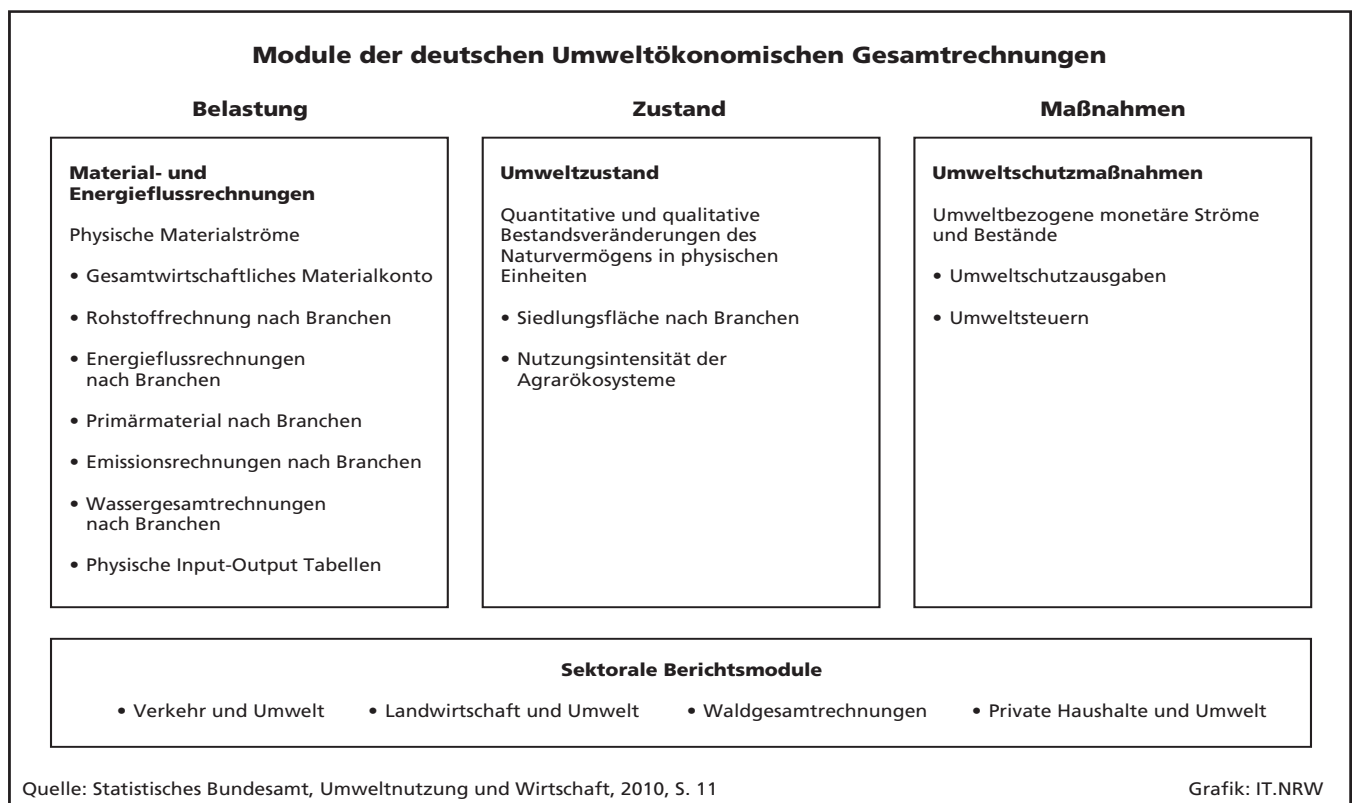 Module der deutschen Umweltökonomischen Gesamtrechnungen
Belastung
Material- und
Energieflussrechnungen
Physische Materialströme
• Gesamtwirtschaftliches Materialkonto
• Rohstoffrechnung nach Branchen
• Energieflussrechnungen
nach Branchen
• Primärmaterial nach Branchen
• Emissionsrechnungen nach Branchen
• Wassergesamtrechnungen
nach Branchen
• Physische Input-Output Tabellen
Zustand
Umweltzustand
Quantitative und qualitative
Bestandsveränderungen des
Naturvermögens in physischen
Einheiten
• Siedlungsfläche nach Branchen
• Nutzungsintensität der
Agrarökosysteme
Maßnahmen
Umweltschutzmaßnahmen
Umweltbezogene monetäre Ströme
und Bestände
• Umweltschutzausgaben
• Umweltsteuern
Sektorale Berichtsmodule
• Verkehr und Umwelt • Landwirtschaft und Umwelt • Waldgesamtrechnungen • Private Haushalte und Umwelt
Quelle: Statistisches Bundesamt, Umweltnutzung und Wirtschaft, 2010, S. 11 Grafik: IT.NRW